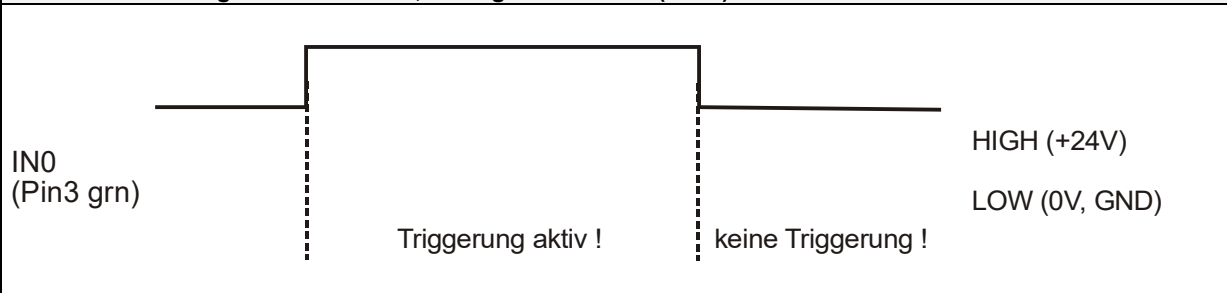 HIGH (+24V)
IN0
(Pin3 grn)
LOW (0V, GND)
Triggerung aktiv !
keine Triggerung !